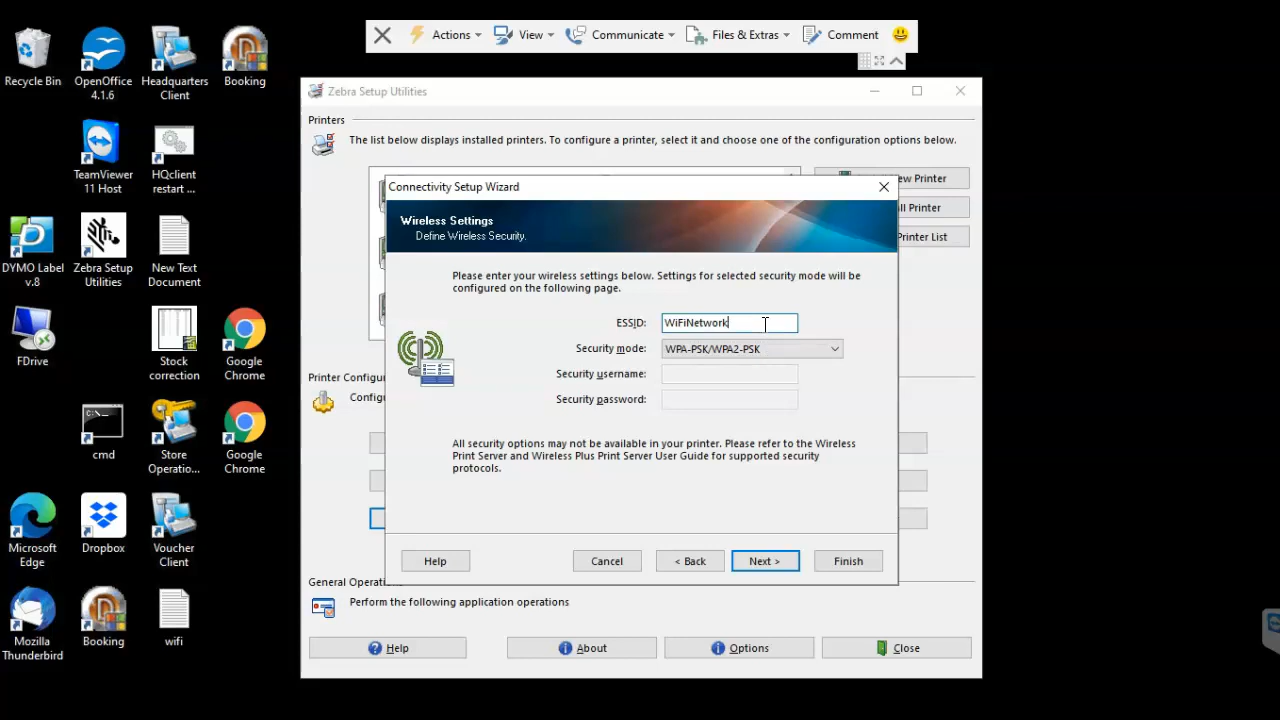 Actions
View
Communicate
Files & Extras
Comment
Recycle Bin
OpenOffice
4.1.6
Headquarters
Client
Booking
TeamViewer
11 Host
HQclient
restart ...
DYMO Label
v.8
Zebra Setup
Utilities
New Text
Document
FDrive
Stock
correction
Google
Chrome
cmd
Store
Operatio...
Google
Chrome
Microsoft
Edge
Dropbox
Voucher
Client
Mozilla
Thunderbird
Booking
wifi
Zebra Setup Utilities
Printers
The list below displays installed printers. To configure a printer, select it and choose one of the configuration options below.
ew Printer
ll Printer
Printer List
Printer Configur
Config
General Operati
Perform the following application operations
Help
About
Options
Close
Connectivity Setup Wizard
Wireless Settings
Define Wireless Security.
Please enter your wireless settings below. Settings for selected security mode will be
configured on the following page.
ESSID: WiFiNetwork
Security mode: WPA-PSK/WPA2-PSK
Security username:
Security password:
All security options may not be available in your printer. Please refer to the Wireless
Print Server and Wireless Plus Print Server User Guide for supported security
protocols.
Help
Cancel
< Back
Next >
Finish